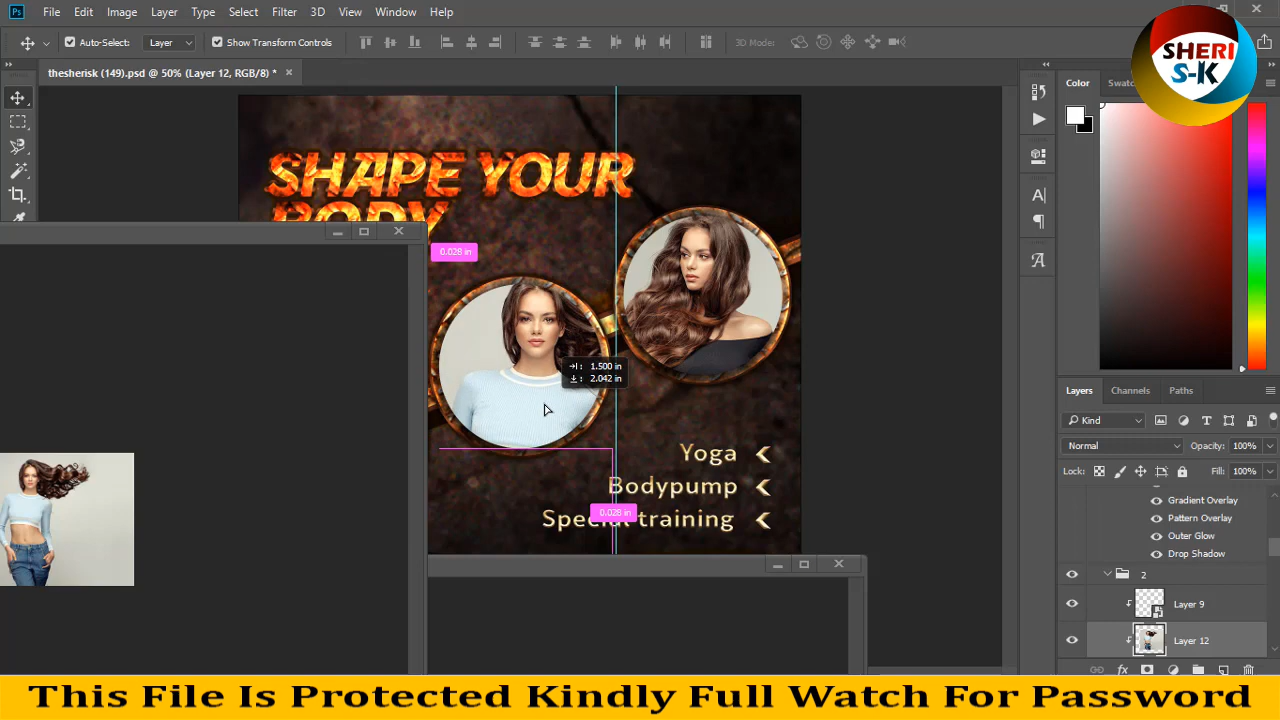 Ps File Edit Image Layer Type Select Filter 3D View Window Help
Auto-Select: Layer Show Transform Controls 3D Mode:
SHERI
S-K
thesherisk (149).psd @ 50% (Layer 12, RGB/8) *
Color Swatc
SHAPE YOUR
BODY
0.028 in
1.500 in
2.042 in
Yoga
Bodypump
Special training
0.028 in
Layers Channels Paths
Kind
Normal Opacity: 100%
Lock: Fill: 100%
Gradient Overlay
Pattern Overlay
Outer Glow
Drop Shadow
2
Layer 9
Layer 12
fx
This File Is Protected Kindly Full Watch For Password